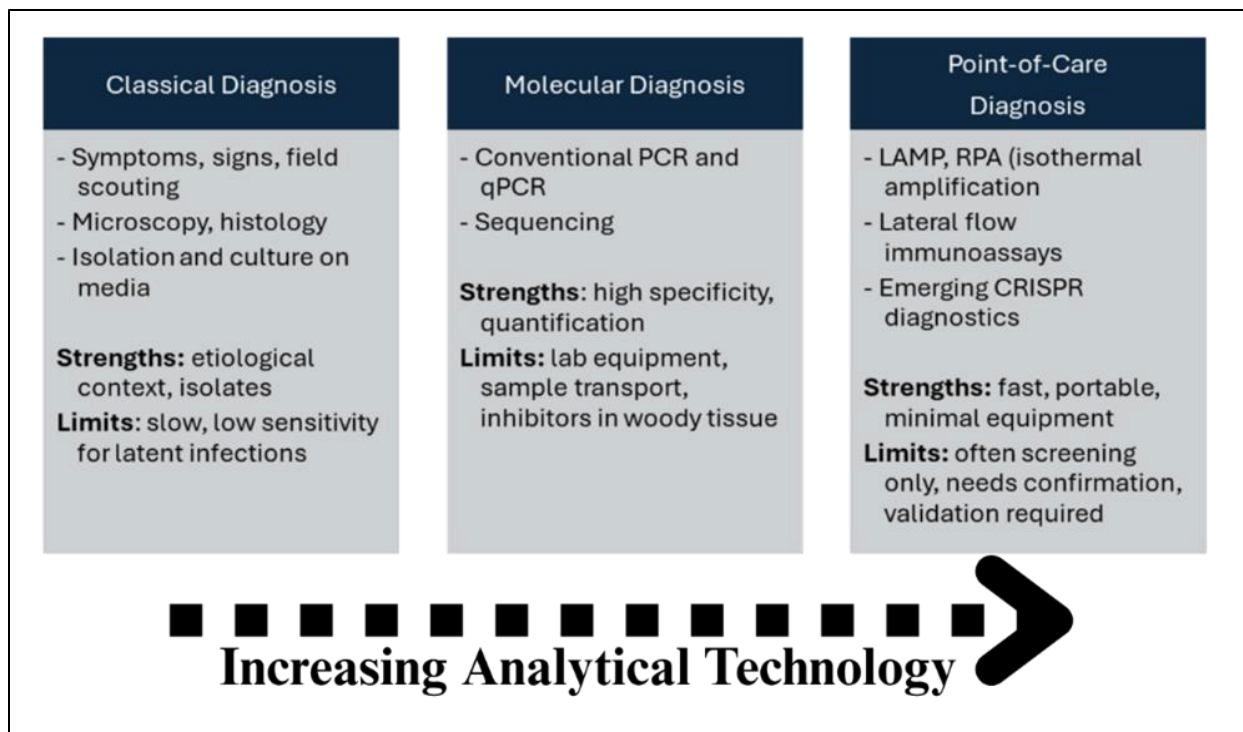 Classical Diagnosis
- Symptoms, signs, field
scouting
- Microscopy, histology
- Isolation and culture on
media
Strengths: etiological
context, isolates
Limits: slow, low sensitivity
for latent infections
Molecular Diagnosis
- Conventional PCR and
qPCR
- Sequencing
Strengths: high specificity,
quantification
Limits: lab equipment,
sample transport,
inhibitors in woody tissue
Point-of-Care
Diagnosis
- LAMP, RPA (isothermal
amplification
- Lateral flow
immunoassays
- Emerging CRISPR
diagnostics
Strengths: fast, portable,
minimal equipment
Limits: often screening
only, needs confirmation,
validation required
Increasing Analytical Technology